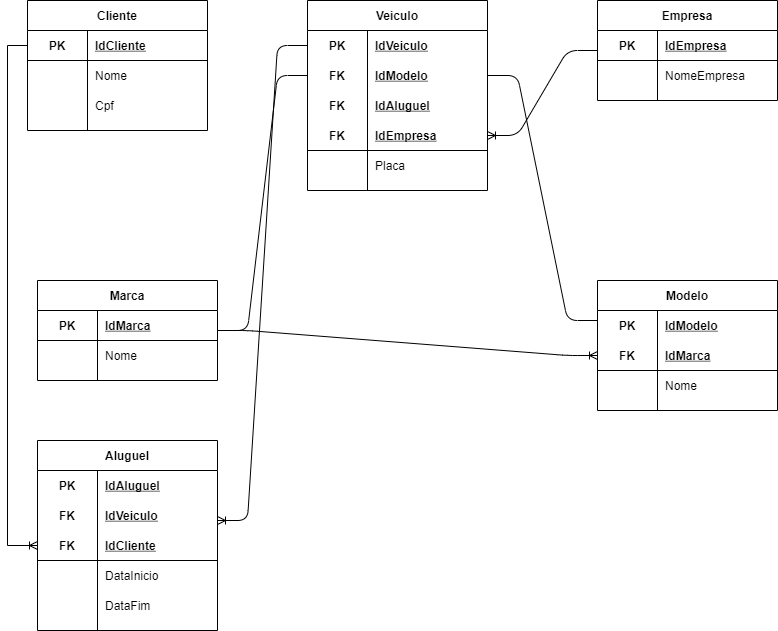 Cliente
PK IdCliente
Nome
Cpf
Veiculo
PK IdVeiculo
FK IdModelo
FK IdAluguel
FK IdEmpresa
Placa
Empresa
PK IdEmpresa
NomeEmpresa
Marca
PK IdMarca
Nome
Modelo
PK IdModelo
FK IdMarca
Nome
Aluguel
PK IdAluguel
FK IdVeiculo
FK IdCliente
DataInicio
DataFim